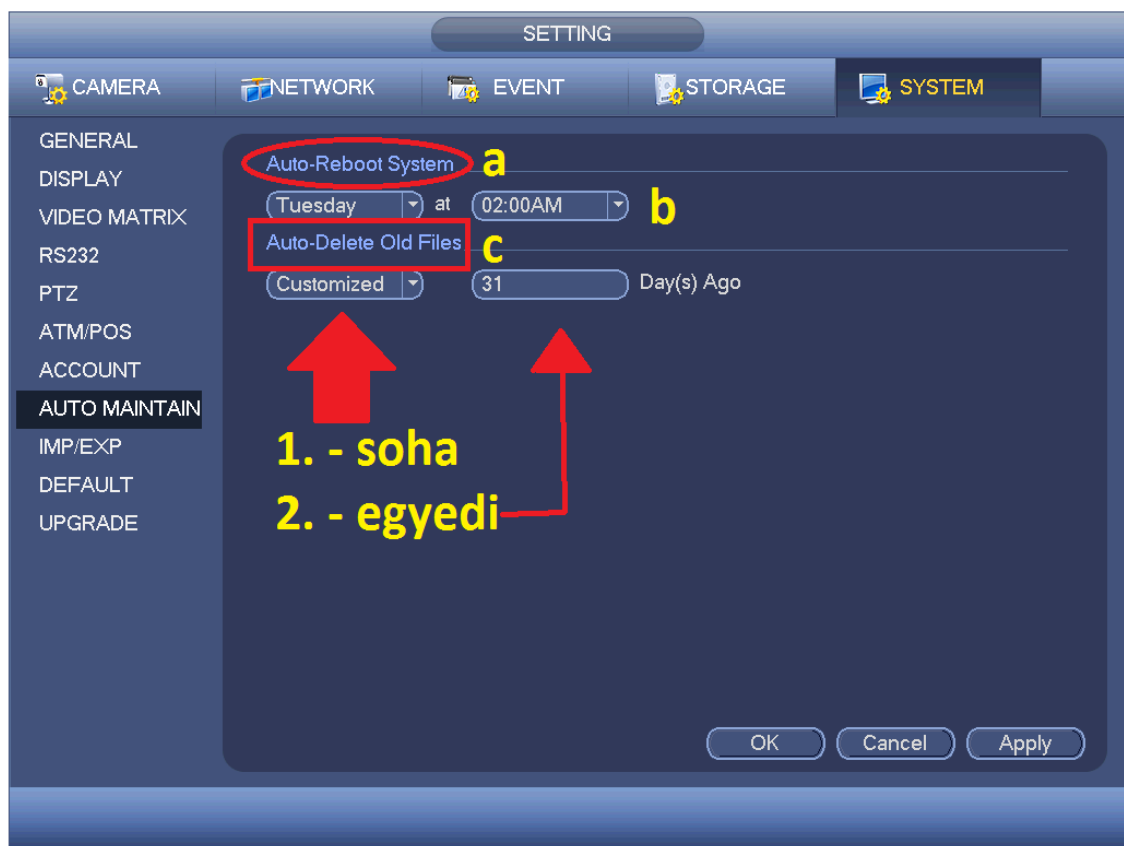 SETTING
CAMERA NETWORK EVENT STORAGE SYSTEM
GENERAL
DISPLAY
VIDEO MATRIX
RS232
PTZ
ATM/POS
ACCOUNT
AUTO MAINTAIN
IMP/EXP
DEFAULT
UPGRADE
Auto-Reboot System a
Tuesday at 02:00AM b
Auto-Delete Old Files c
Customized 31 Day(s) Ago
1. - soha
2. - egyedi
OK Cancel Apply